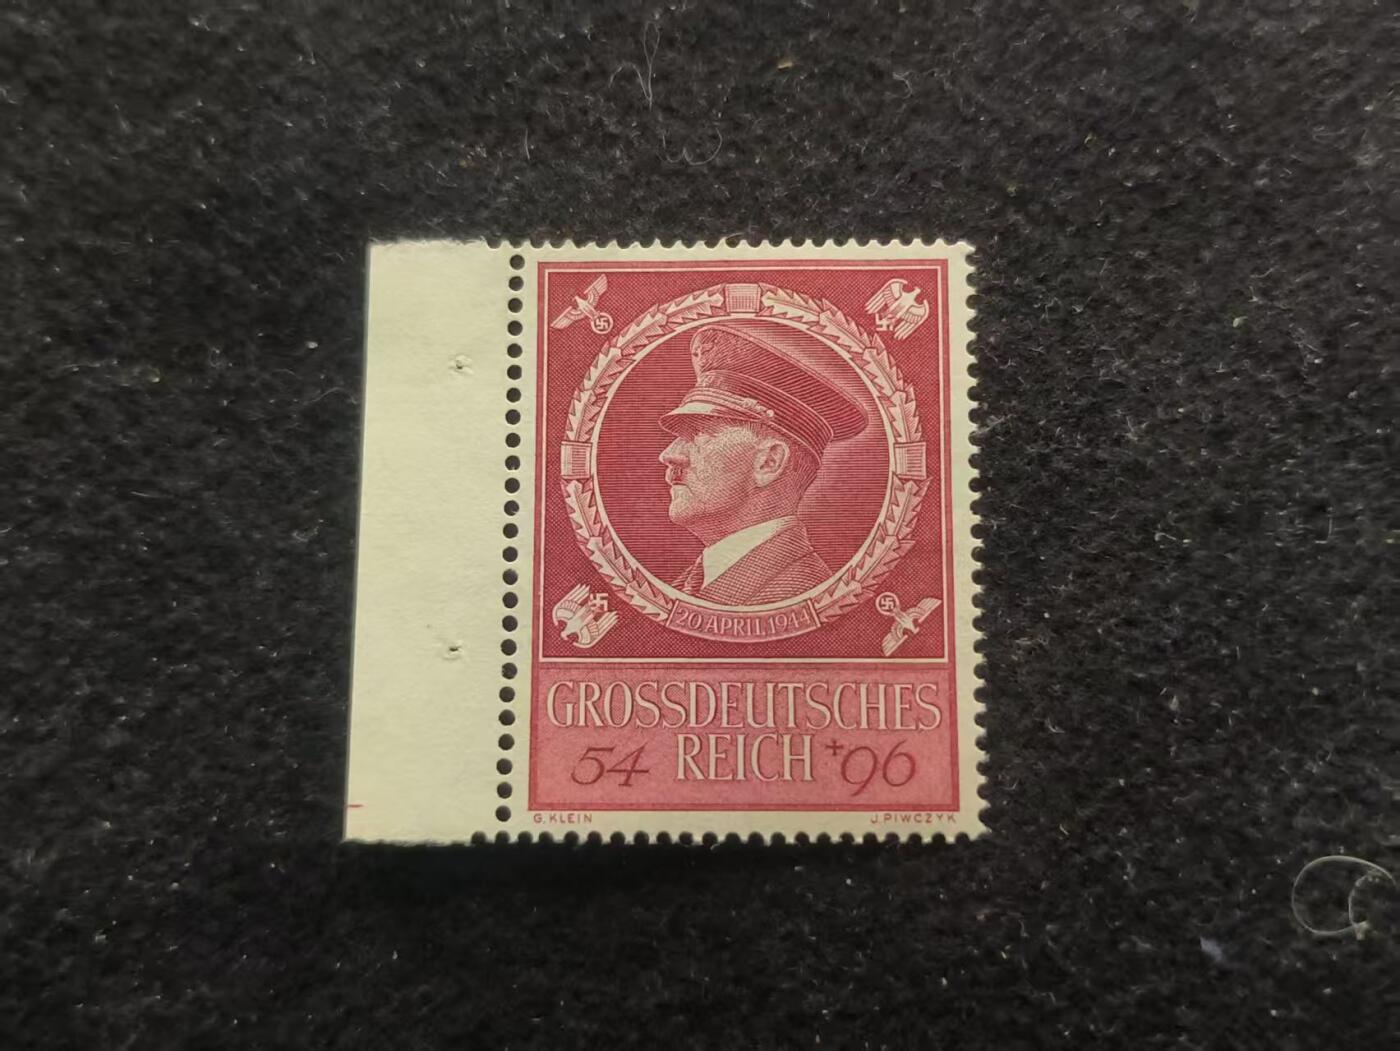 20 APRIL 1944
GROSSDEUTSCHES
54 REICH +96
G. KLEIN J. PIWCZYK